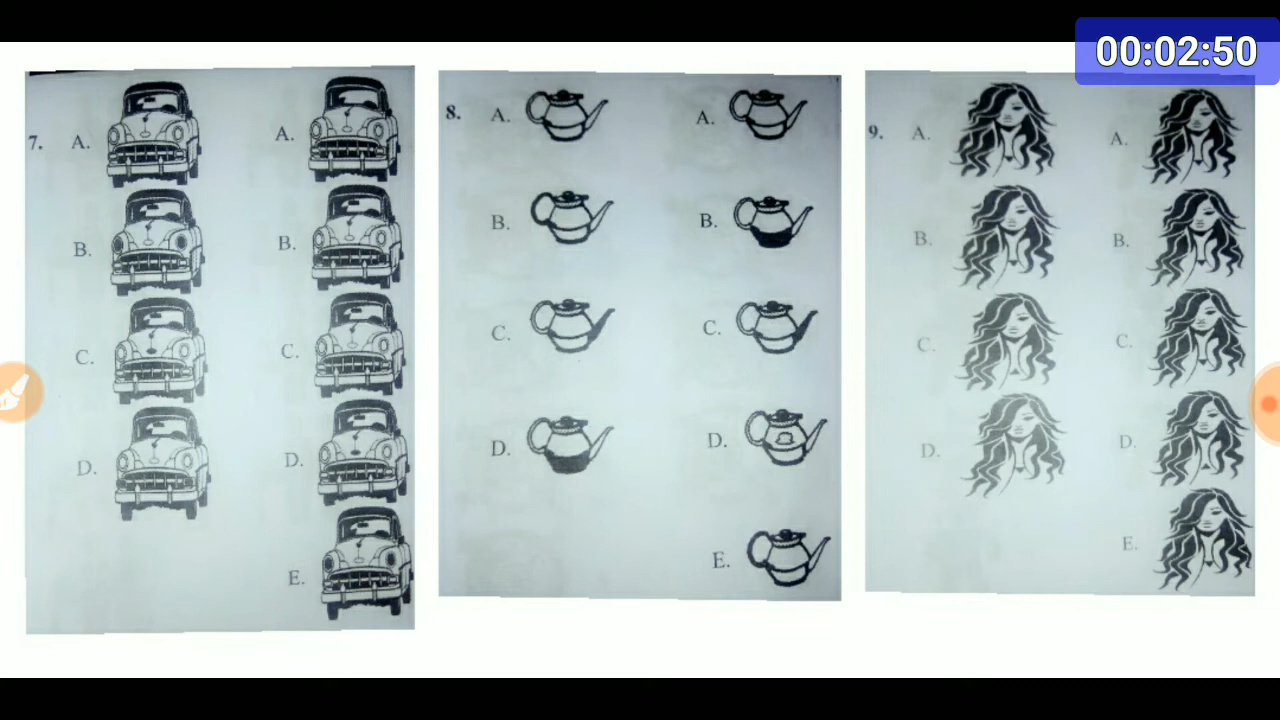 00:02:50
7. A. A.
B. B.
C. C.
D. D.
E.
8. A. A.
B. B.
C. C.
D. D.
E.
9. A. A.
B. B.
C. C.
D. D.
E.